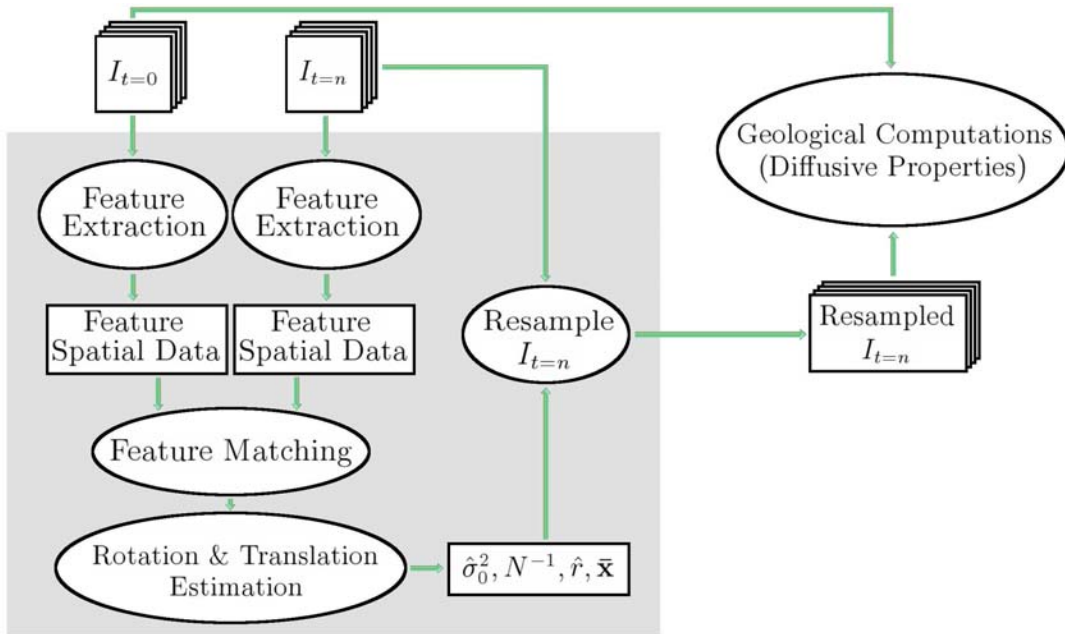 I_{t=0}
I_{t=n}
Geological Computations
(Diffusive Properties)
Feature
Extraction
Feature
Extraction
Feature
Spatial Data
Feature
Spatial Data
Resample
I_{t=n}
Resampled
I_{t=n}
Feature Matching
Rotation & Translation
Estimation
σ̂₀², N⁻¹, r̂, x̄